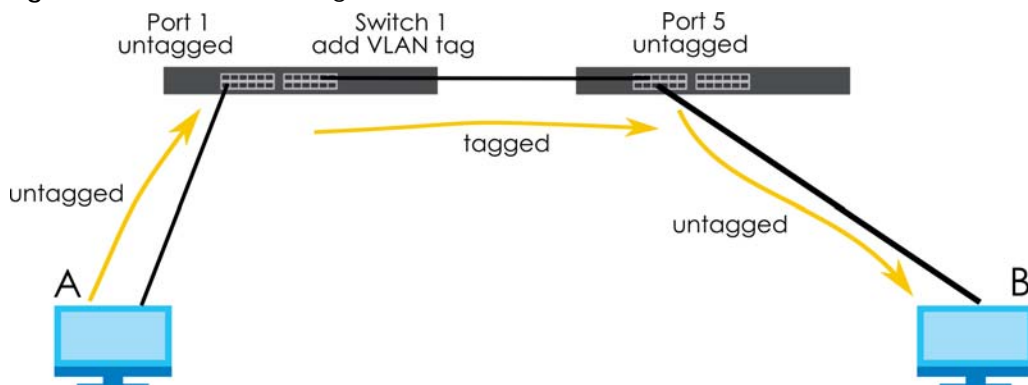 Port 1
untagged
Switch 1
add VLAN tag
Port 5
untagged
tagged
untagged
untagged
A
B